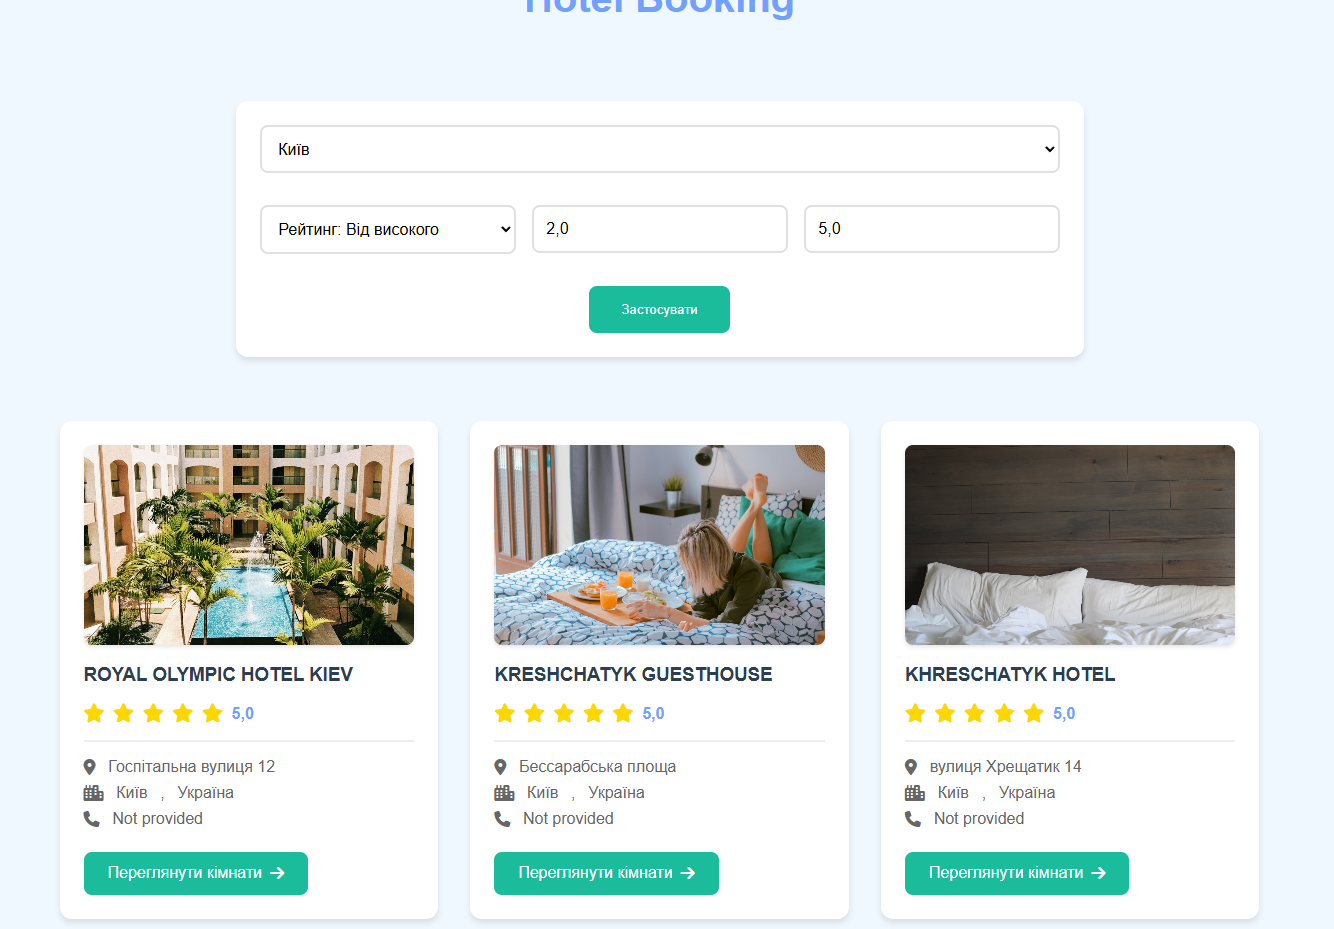 Hotel Booking
Київ
Рейтинг: Від високого
2,0
5,0
Застосувати
ROYAL OLYMPIC HOTEL KIEV
5,0
Госпітальна вулиця 12
Київ , Україна
Not provided
Переглянути кімнати
KRESHCHATYK GUESTHOUSE
5,0
Бессарабська площа
Київ , Україна
Not provided
Переглянути кімнати
KHRESCHATYK HOTEL
5,0
вулиця Хрещатик 14
Київ , Україна
Not provided
Переглянути кімнати